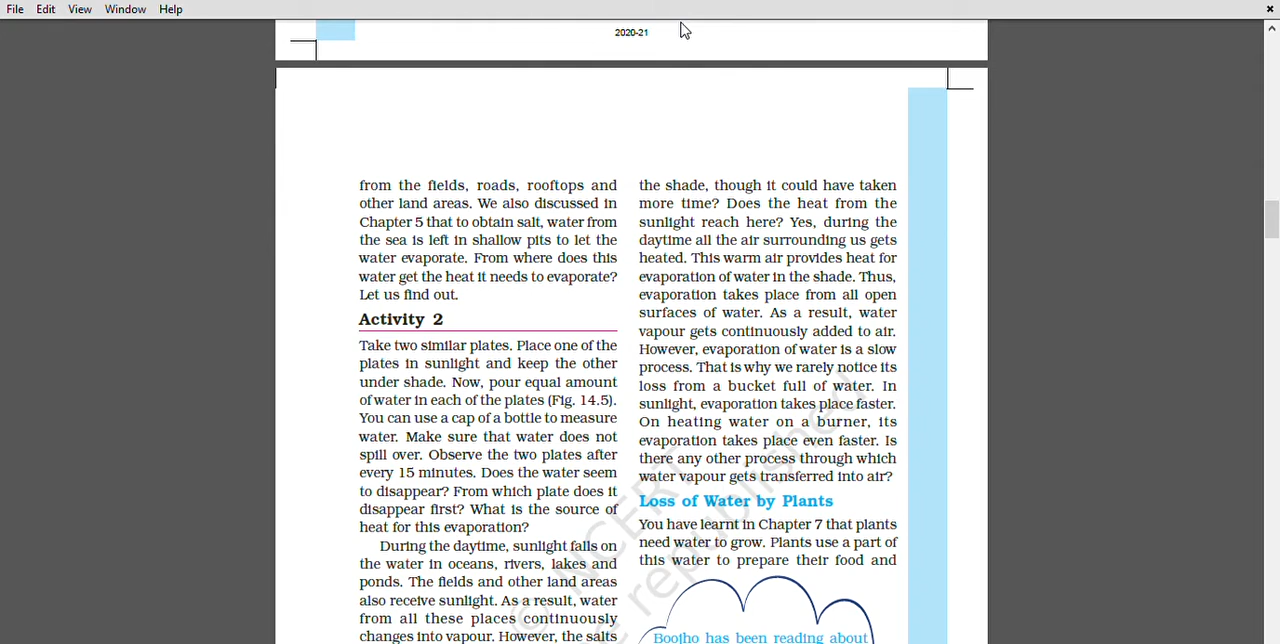 File Edit View Window Help
2020-21
from the fields, roads, rooftops and
other land areas. We also discussed in
Chapter 5 that to obtain salt, water from
the sea is left in shallow pits to let the
water evaporate. From where does this
water get the heat it needs to evaporate?
Let us find out.
Activity 2
Take two similar plates. Place one of the
plates in sunlight and keep the other
under shade. Now, pour equal amount
of water in each of the plates (Fig. 14.5).
You can use a cap of a bottle to measure
water. Make sure that water does not
spill over. Observe the two plates after
every 15 minutes. Does the water seem
to disappear? From which plate does it
disappear first? What is the source of
heat for this evaporation?
During the daytime, sunlight falls on
the water in oceans, rivers, lakes and
ponds. The fields and other land areas
also receive sunlight. As a result, water
from all these places continuously
changes into vapour. However, the salts
the shade, though it could have taken
more time? Does the heat from the
sunlight reach here? Yes, during the
daytime all the air surrounding us gets
heated. This warm air provides heat for
evaporation of water in the shade. Thus,
evaporation takes place from all open
surfaces of water. As a result, water
vapour gets continuously added to air.
However, evaporation of water is a slow
process. That is why we rarely notice its
loss from a bucket full of water. In
sunlight, evaporation takes place faster.
On heating water on a burner, its
evaporation takes place even faster. Is
there any other process through which
water vapour gets transferred into air?
Loss of Water by Plants
You have learnt in Chapter 7 that plants
need water to grow. Plants use a part of
this water to prepare their food and
Boojho has been reading about
© NCERT
republished